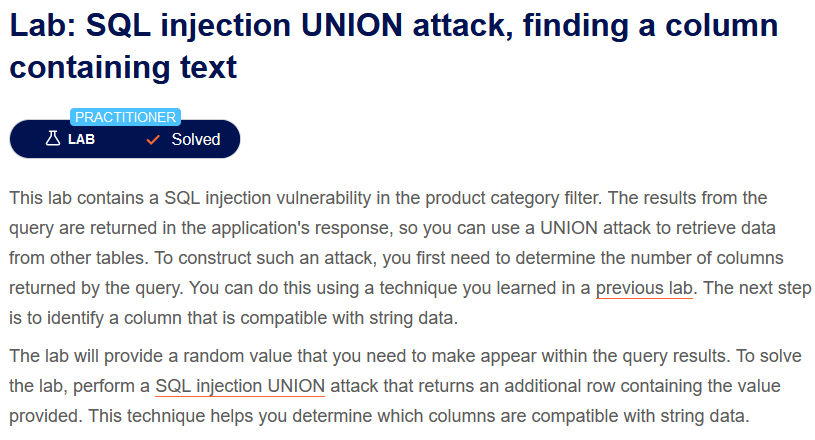 Lab: SQL injection UNION attack, finding a column
containing text
PRACTITIONER
LAB Solved
This lab contains a SQL injection vulnerability in the product category filter. The results from the
query are returned in the application's response, so you can use a UNION attack to retrieve data
from other tables. To construct such an attack, you first need to determine the number of columns
returned by the query. You can do this using a technique you learned in a previous lab. The next step
is to identify a column that is compatible with string data.
The lab will provide a random value that you need to make appear within the query results. To solve
the lab, perform a SQL injection UNION attack that returns an additional row containing the value
provided. This technique helps you determine which columns are compatible with string data.